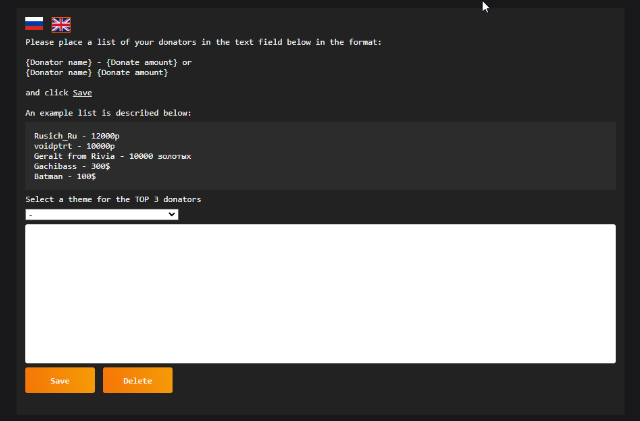 Please place a list of your donators in the text field below in the format:
{Donator name} - {Donate amount} or
{Donator name} {Donate amount}
and click Save
An example list is described below:
Rusich_Ru - 12000р
voidptrt - 10000р
Geralt from Rivia - 10000 золотых
Gachibass - 300$
Batman - 100$
Select a theme for the TOP 3 donators
-
Save
Delete